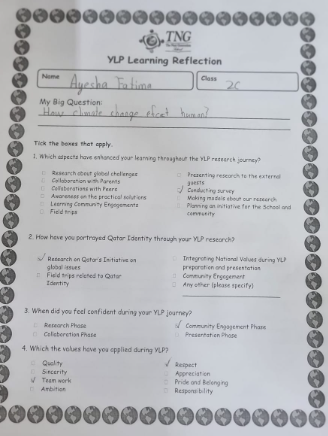 TNG
YLP Learning Reflection
Name Ayesha Fatima
Class 2C
My Big Question:
How climate change efect human?
Tick the boxes that apply.
1. Which aspects have enhanced your learning throughout the YLP research journey?
Research about global challenges
Collaboration with Parents
Collaborations with Peers
Awareness on the practical solutions
Learning Community Engagements
Field trips
Presenting research to the external
guests
✓ Conducting survey
Making models about our research
Planning an initiative for the School and
community
2. How have you portrayed Qatar Identity through your YLP research?
✓ Research on Qatar's Initiative on
global issues
Field trips related to Qatar
Identity
Integrating National Values during YLP
preparation and presentation
Community Engagement
Any other (please specify)
3. When did you feel confident during your YLP journey?
Research Phase
Collaboration Phase
✓ Community Engagement Phase
Presentation Phase
4. Which the values have you applied during YLP?
Quality
Sincerity
✓ Team work
Ambition
✓ Respect
Appreciation
Pride and Belonging
Responsibility